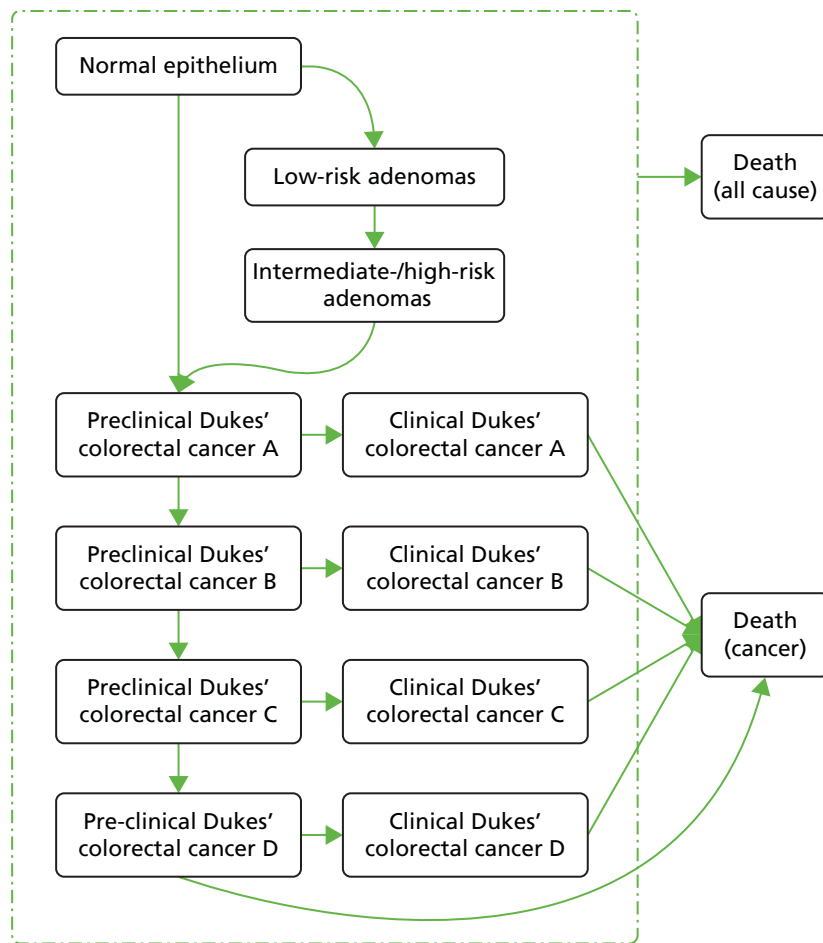 Normal epithelium
Low-risk adenomas
Death
(all cause)
Intermediate-/high-risk
adenomas
Preclinical Dukes’
colorectal cancer A
Clinical Dukes’
colorectal cancer A
Preclinical Dukes’
colorectal cancer B
Clinical Dukes’
colorectal cancer B
Death
(cancer)
Preclinical Dukes’
colorectal cancer C
Clinical Dukes’
colorectal cancer C
Pre-clinical Dukes’
colorectal cancer D
Clinical Dukes’
colorectal cancer D